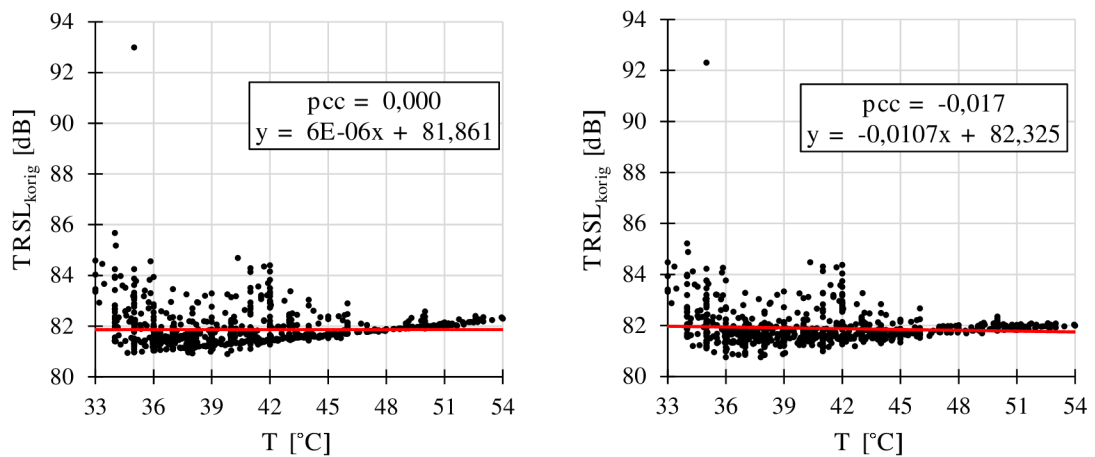 94
92
90
88
86
84
82
80
TRSLkorig [dB]
pcc = 0,000
y = 6E-06x + 81,861
33 36 39 42 45 48 51 54
T [°C]
94
92
90
88
86
84
82
80
TRSLkorig [dB]
pcc = -0,017
y = -0,0107x + 82,325
33 36 39 42 45 48 51 54
T [°C]